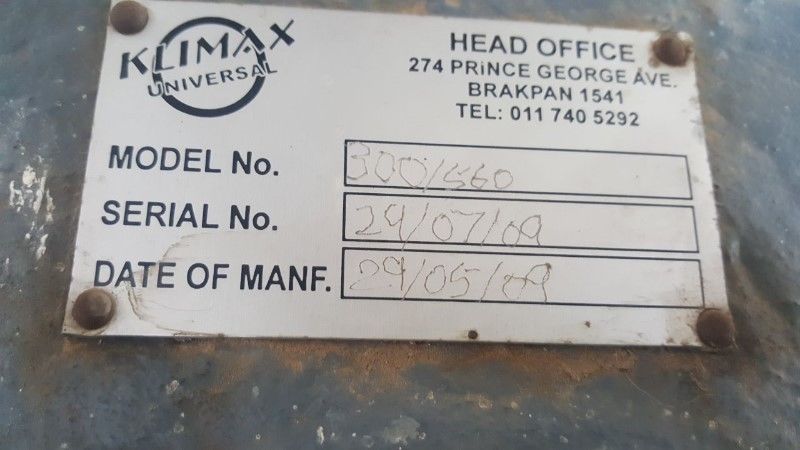 KLIMAX
UNIVERSAL
HEAD OFFICE
274 PRiNCE GEORGE AVE.
BRAKPAN 1541
TEL: 011 740 5292
MODEL No. 300/560
SERIAL No. 29/07/09
DATE OF MANF. 29/05/09